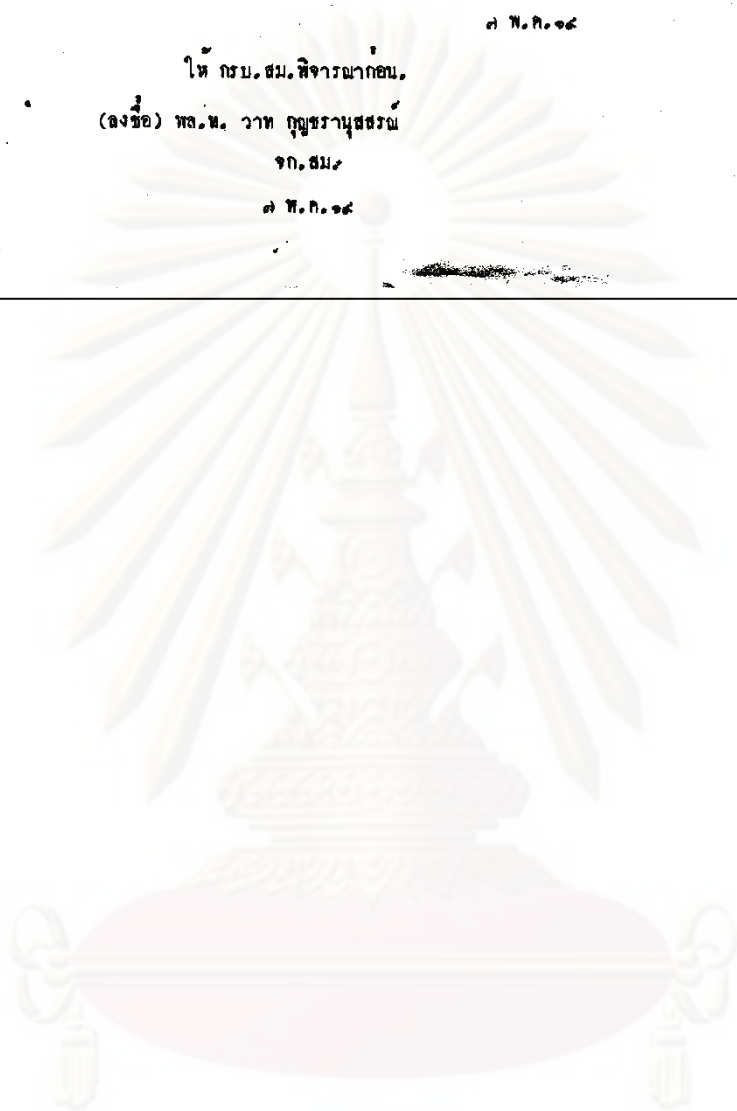 ๗ พ.ค.๑๙
ให้ กรบ.สม.พิจารณาก่อน.
(ลงชื่อ) พล.ท. วาท กุญชรานุสสรณ์
จก.สม.
๗ พ.ค.๑๙